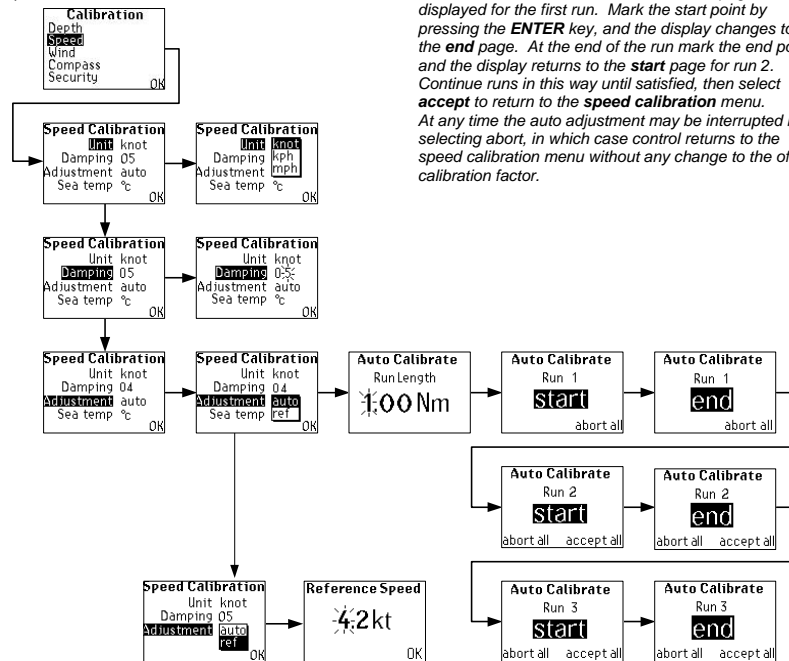 displayed for the first run. Mark the start point by
pressing the ENTER key, and the display changes to
the end page. At the end of the run mark the end
and the display returns to the start page for run 2.
Continue runs in this way until satisfied, then select
accept to return to the speed calibration menu.
At any time the auto adjustment may be interrupted
selecting abort, in which case control returns to the
speed calibration menu without any change to the
calibration factor.
Calibration
Depth
Speed
Wind
Compass
Security
OK
Speed Calibration
Unit knot
Damping 05
Adjustment auto
Sea temp °c
OK
Speed Calibration
Unit knot
Damping kph
Adjustment mph
Sea temp °c
OK
Speed Calibration
Unit knot
Damping 05
Adjustment auto
Sea temp °c
OK
Speed Calibration
Unit knot
Damping 05
Adjustment auto
Sea temp °c
OK
Speed Calibration
Unit knot
Damping 04
Adjustment auto
Sea temp °c
OK
Speed Calibration
Unit knot
Damping 04
Adjustment auto
Sea temp ref
OK
Auto Calibrate
Run Length
1.00 Nm
Auto Calibrate
Run 1
start
abort all
Auto Calibrate
Run 1
end
abort all
Auto Calibrate
Run 2
start
abort all accept all
Auto Calibrate
Run 2
end
abort all accept all
Speed Calibration
Unit knot
Damping 05
Adjustment auto
ref
OK
Reference Speed
4.2kt
OK
Auto Calibrate
Run 3
start
abort all accept all
Auto Calibrate
Run 3
end
abort all accept all